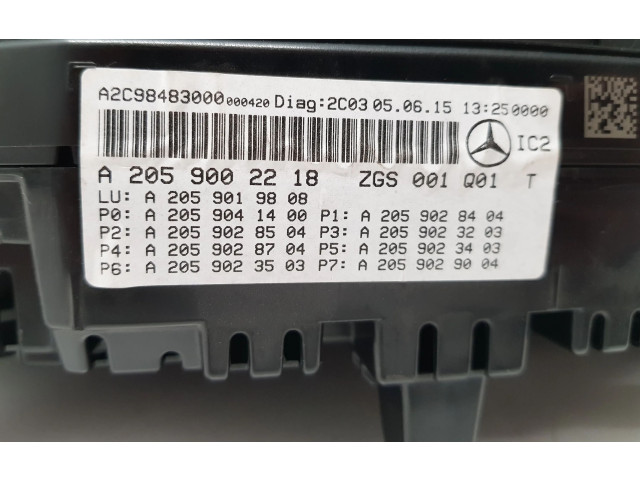 A2C98483000000420 Diag:2C03 05.06.15 13:250000
IC2
A 205 900 22 18 ZGS 001 Q01 T
LU: A 205 901 98 08
P0: A 205 904 14 00 P1: A 205 902 84 04
P2: A 205 902 85 04 P3: A 205 902 32 03
P4: A 205 902 87 04 P5: A 205 902 34 03
P6: A 205 902 35 03 P7: A 205 902 90 04